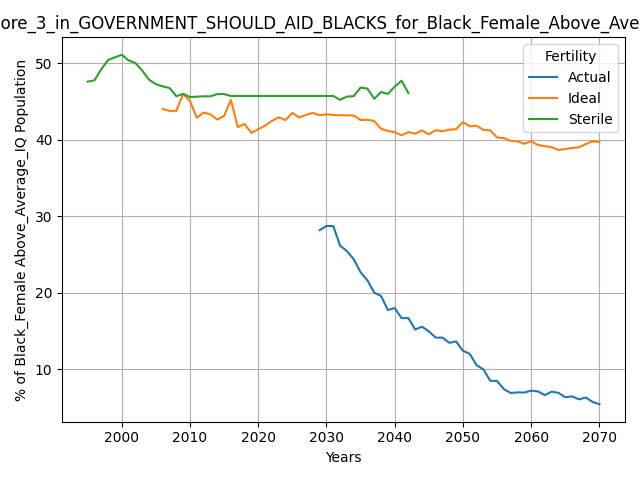 ore_3_in_GOVERNMENT_SHOULD_AID_BLACKS_for_Black_Female_Above_Ave
% of Black_Female Above_Average_IQ Population
50
40
30
20
10
Fertility
Actual
Ideal
Sterile
2000 2010 2020 2030 2040 2050 2060 2070
Years